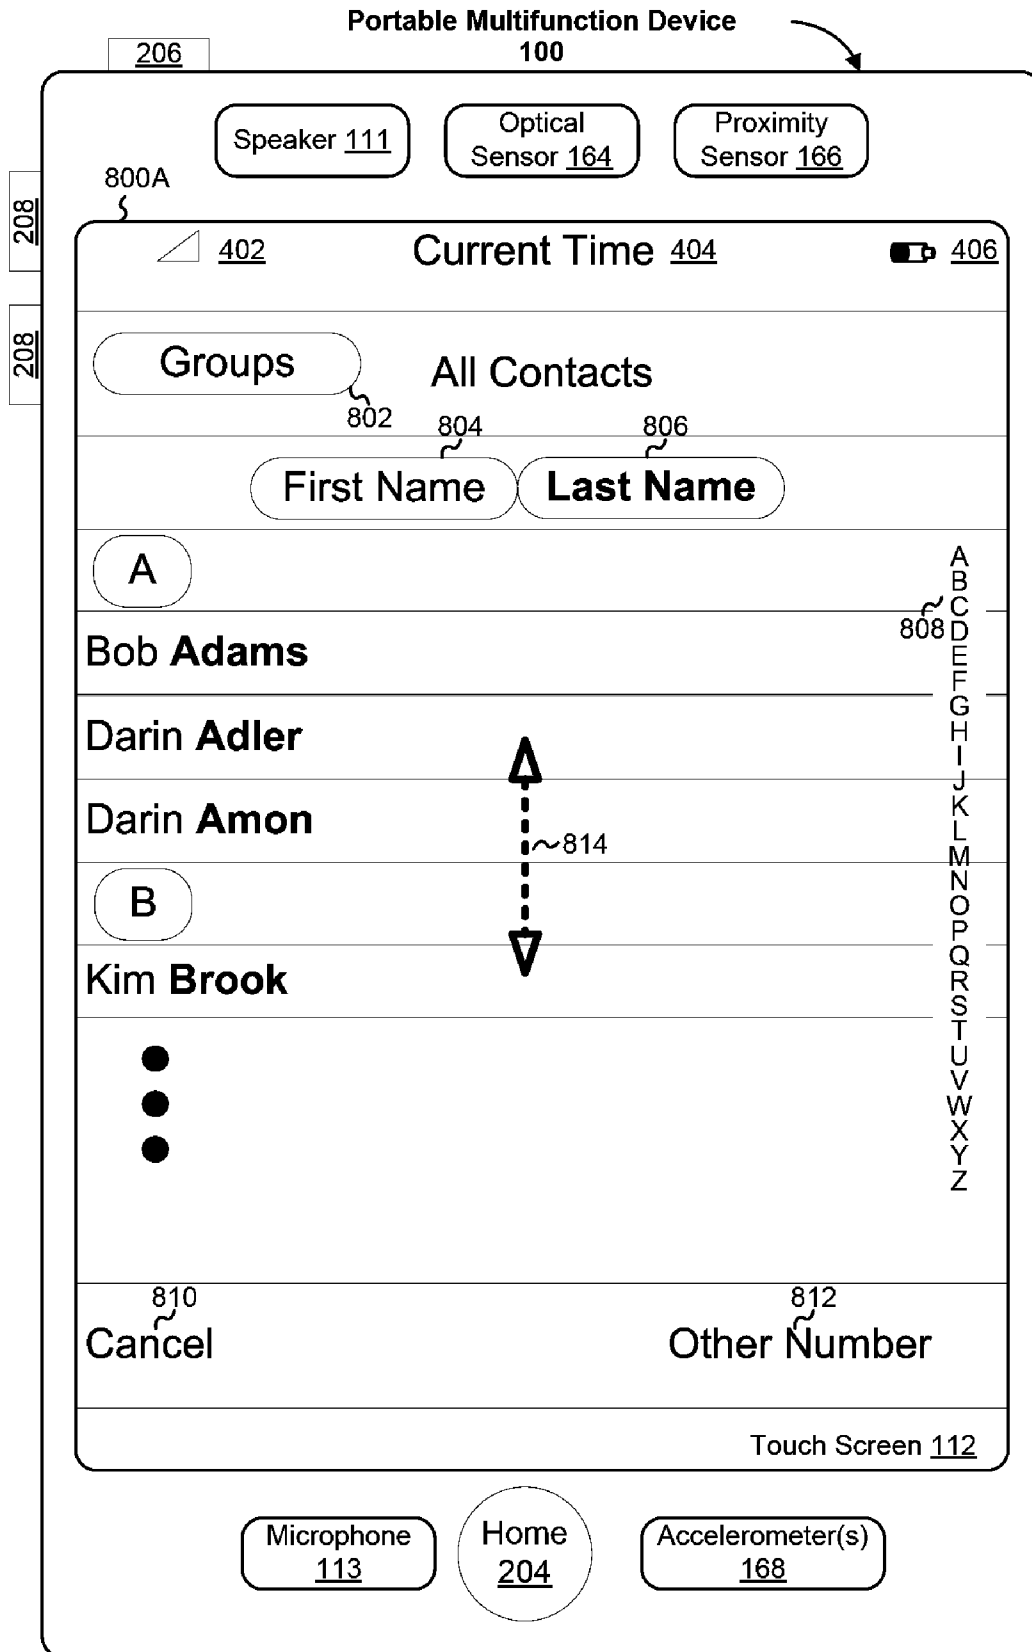 Portable Multifunction Device
100
206
Speaker 111
Optical
Sensor 164
Proximity
Sensor 166
800A
208
208
402
Current Time 404
406
Groups
All Contacts
802
804
806
First Name
Last Name
A
Bob Adams
Darin Adler
Darin Amon
B
Kim Brook
814
808
A
B
C
D
E
F
G
H
I
J
K
L
M
N
O
P
Q
R
S
T
U
V
W
X
Y
Z
810
812
Cancel
Other Number
Touch Screen 112
Microphone
113
Home
204
Accelerometer(s)
168